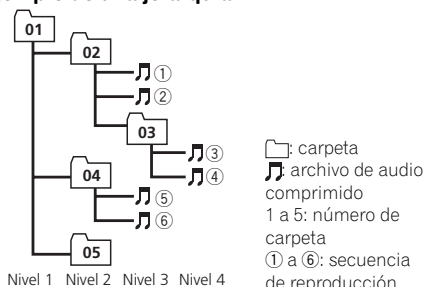 01
02
①
②
03
③
④
04
⑤
⑥
05
Nivel 1 Nivel 2 Nivel 3 Nivel 4
: carpeta
: archivo de audio
comprimido
1 a 5: número de
carpeta
① a ⑥: secuencia
de reproducción